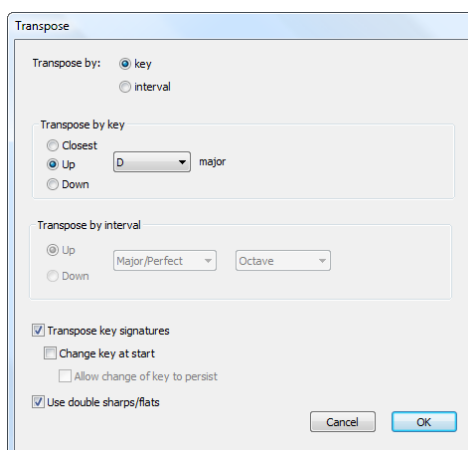 Transpose
Transpose by: key
interval
Transpose by key
Closest
Up D major
Down
Transpose by interval
Up Major/Perfect Octave
Down
Transpose key signatures
Change key at start
Allow change of key to persist
Use double sharps/flats
Cancel OK